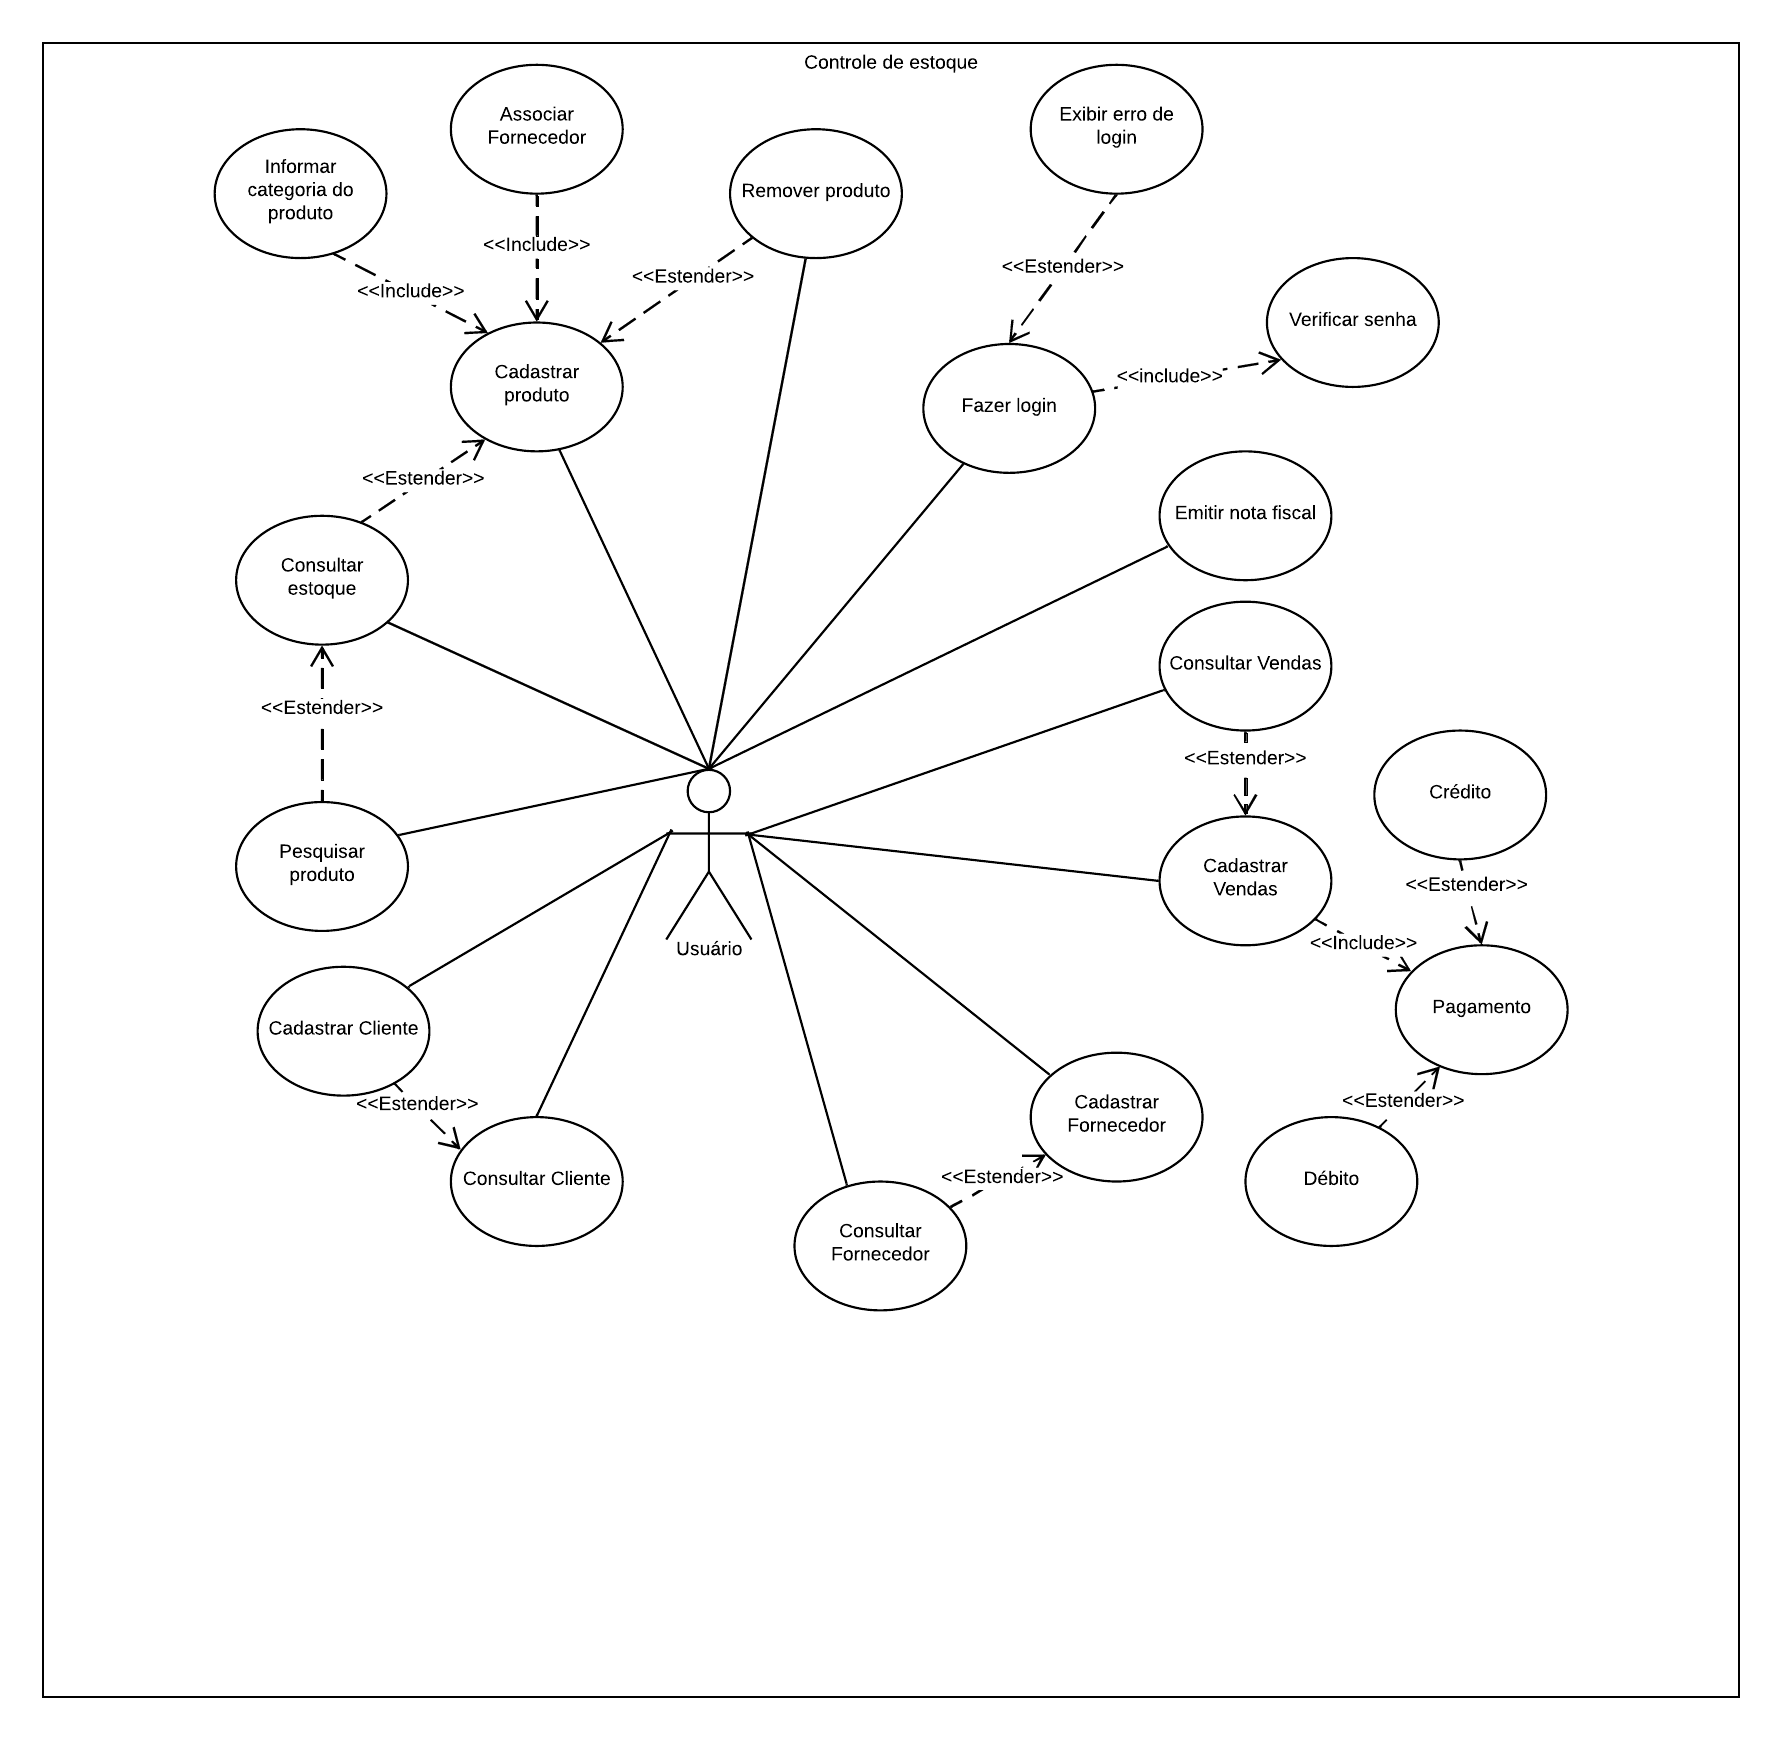 Controle de estoque
Associar
Fornecedor
Exibir erro de
login
Informar
categoria do
produto
Remover produto
<<Include>>
<<Estender>>
<<Estender>>
<<Include>>
Verificar senha
Cadastrar
produto
<<include>>
Fazer login
<<Estender>>
Emitir nota fiscal
Consultar
estoque
Consultar Vendas
<<Estender>>
<<Estender>>
Crédito
Pesquisar
produto
Cadastrar
Vendas
<<Estender>>
<<Include>>
Usuário
Pagamento
Cadastrar Cliente
<<Estender>>
<<Estender>>
Cadastrar
Fornecedor
Consultar Cliente
<<Estender>>
Débito
Consultar
Fornecedor